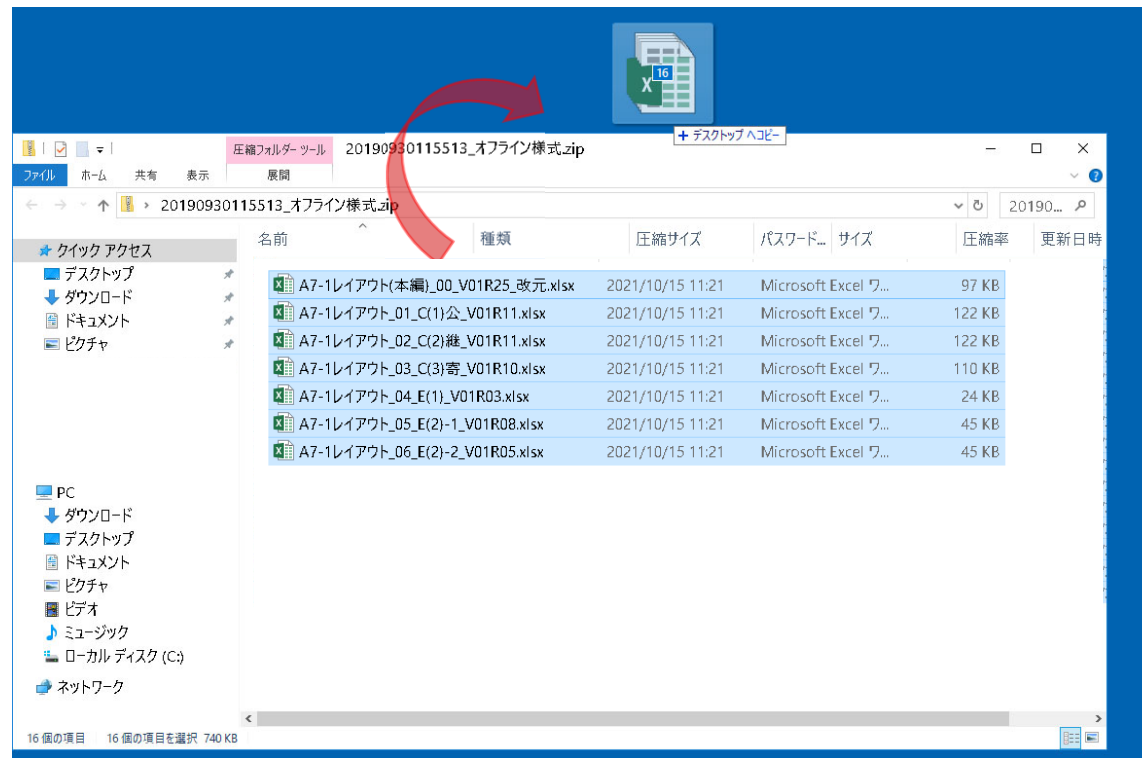 16
+ デスクトップ へコピー
圧縮フォルダー ツール 20190930115513_オフライン様式.zip
ファイル ホーム 共有 表示 展開
20190930115513_オフライン様式.zip 20190...
名前 種類 圧縮サイズ パスワード... サイズ 圧縮率 更新日時
クイック アクセス
デスクトップ
ダウンロード
ドキュメント
ピクチャ
A7-1レイアウト(本編)_00_V01R25_改元.xlsx 2021/10/15 11:21 Microsoft Excel ワ... 97 KB
A7-1レイアウト_01_C(1)公_V01R11.xlsx 2021/10/15 11:21 Microsoft Excel ワ... 122 KB
A7-1レイアウト_02_C(2)継_V01R11.xlsx 2021/10/15 11:21 Microsoft Excel ワ... 122 KB
A7-1レイアウト_03_C(3)寄_V01R10.xlsx 2021/10/15 11:21 Microsoft Excel ワ... 110 KB
A7-1レイアウト_04_E(1)_V01R03.xlsx 2021/10/15 11:21 Microsoft Excel ワ... 24 KB
A7-1レイアウト_05_E(2)-1_V01R08.xlsx 2021/10/15 11:21 Microsoft Excel ワ... 45 KB
A7-1レイアウト_06_E(2)-2_V01R05.xlsx 2021/10/15 11:21 Microsoft Excel ワ... 45 KB
PC
ダウンロード
デスクトップ
ドキュメント
ピクチャ
ビデオ
ミュージック
ローカル ディスク (C:)
ネットワーク
16 個の項目 16 個の項目を選択 740 KB